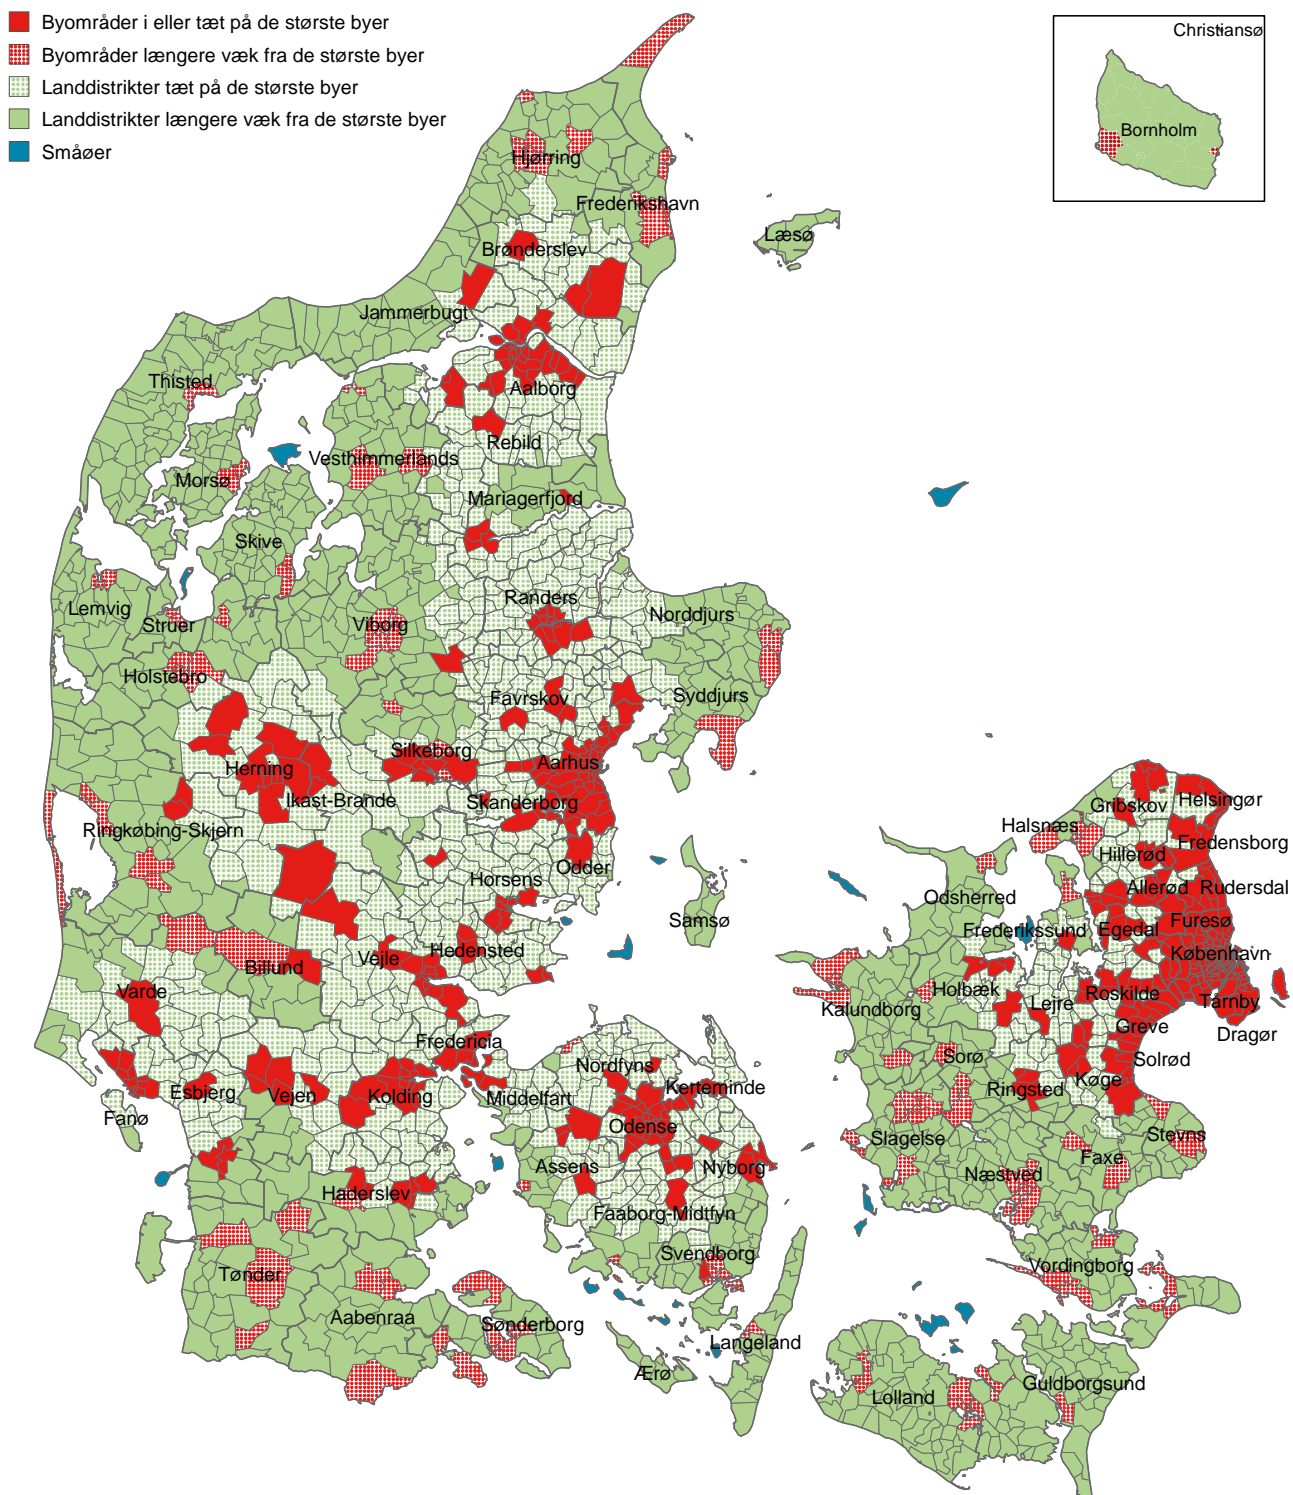 Byområder i eller tæt på de største byer
Byområder længere væk fra de største byer
Landdistrikter tæt på de største byer
Landdistrikter længere væk fra de største byer
Småøer
Christiansø
Bornholm
Hjørring
Frederikshavn
Læsø
Brønderslev
Jammerbugt
Thisted
Aalborg
Rebild
Vesthimmerlands
Morsø
Mariagerfjord
Skive
Randers
Lemvig
Struer
Viborg
Norddjurs
Holstebro
Favrskov
Syddjurs
Silkeborg
Aarhus
Herning
Ikast-Brande
Skanderborg
Ringkøbing-Skjern
Odder
Horsens
Samsø
Hedensted
Vejle
Billund
Varde
Fredericia
Esbjerg
Vejen
Kolding
Fanø
Haderslev
Tønder
Aabenraa
Sønderborg
Nordfyns
Kerteminde
Middelfart
Odense
Assens
Nyborg
Faaborg-Midtfyn
Svendborg
Langeland
Ærø
Gribskov
Helsingør
Halsnæs
Fredensborg
Hillerød
Allerød
Rudersdal
Odsherred
Frederikssund
Egedal
Furesø
København
Holbæk
Roskilde
Tårnby
Kalundborg
Lejre
Greve
Dragør
Solrød
Sorø
Køge
Ringsted
Slagelse
Stevns
Faxe
Næstved
Vordingborg
Guldborgsund
Lolland